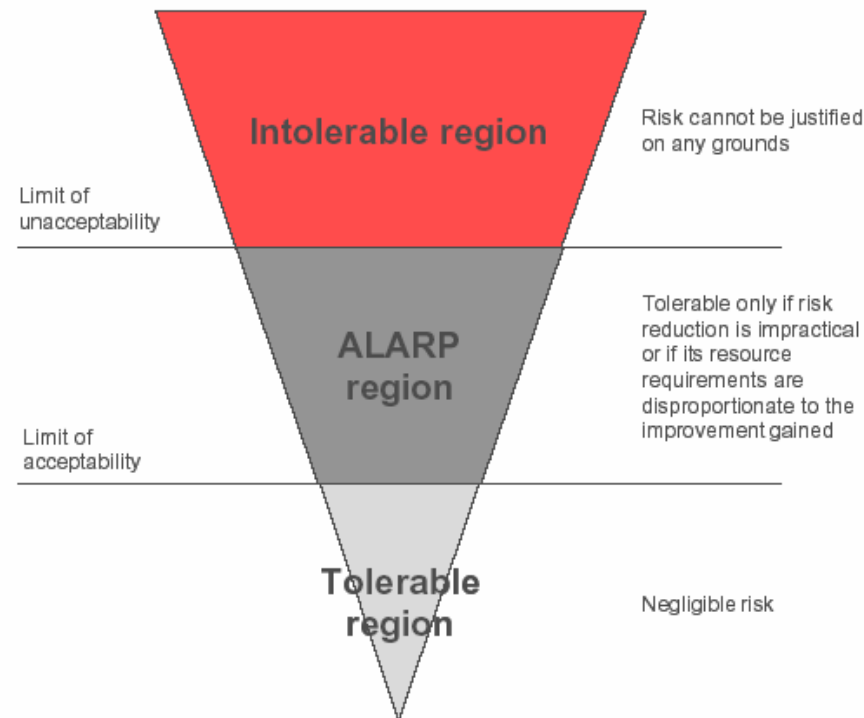 Intolerable region
Risk cannot be justified
on any grounds
Limit of
unacceptability
ALARP
region
Tolerable only if risk
reduction is impractical
or if its resource
requirements are
disproportionate to the
improvement gained
Limit of
acceptability
Tolerable
region
Negligible risk